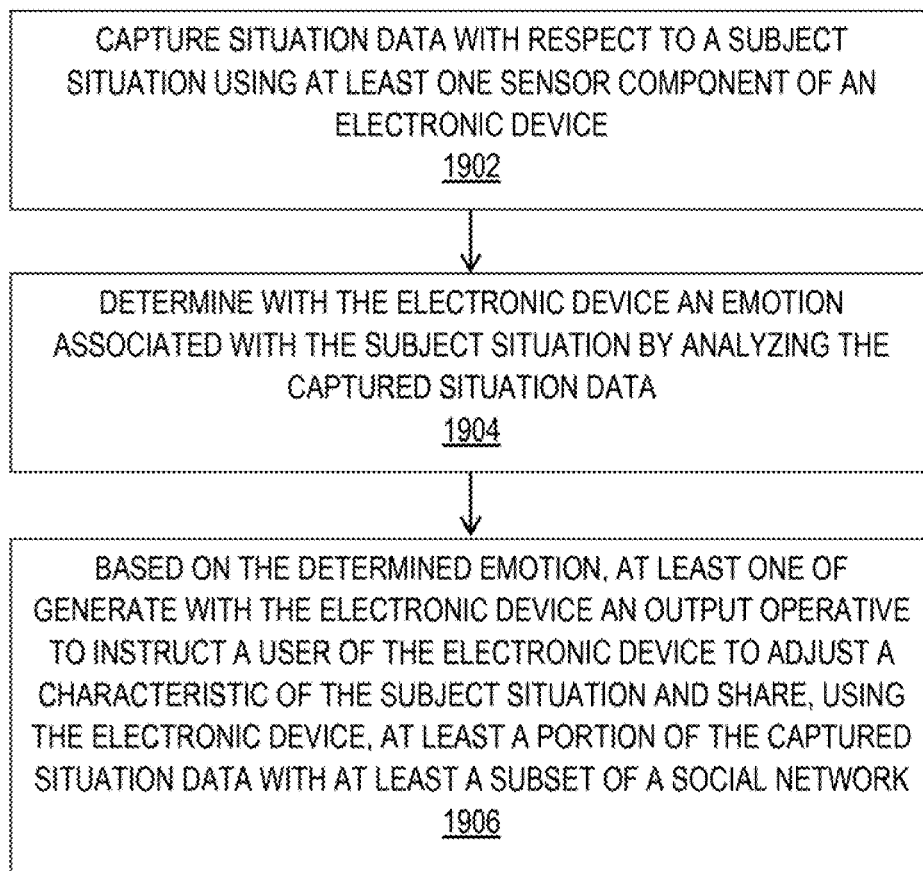 CAPTURE SITUATION DATA WITH RESPECT TO A SUBJECT
SITUATION USING AT LEAST ONE SENSOR COMPONENT OF AN
ELECTRONIC DEVICE
1902
DETERMINE WITH THE ELECTRONIC DEVICE AN EMOTION
ASSOCIATED WITH THE SUBJECT SITUATION BY ANALYZING THE
CAPTURED SITUATION DATA
1904
BASED ON THE DETERMINED EMOTION, AT LEAST ONE OF
GENERATE WITH THE ELECTRONIC DEVICE AN OUTPUT OPERATIVE
TO INSTRUCT A USER OF THE ELECTRONIC DEVICE TO ADJUST A
CHARACTERISTIC OF THE SUBJECT SITUATION AND SHARE, USING
THE ELECTRONIC DEVICE, AT LEAST A PORTION OF THE CAPTURED
SITUATION DATA WITH AT LEAST A SUBSET OF A SOCIAL NETWORK
1906